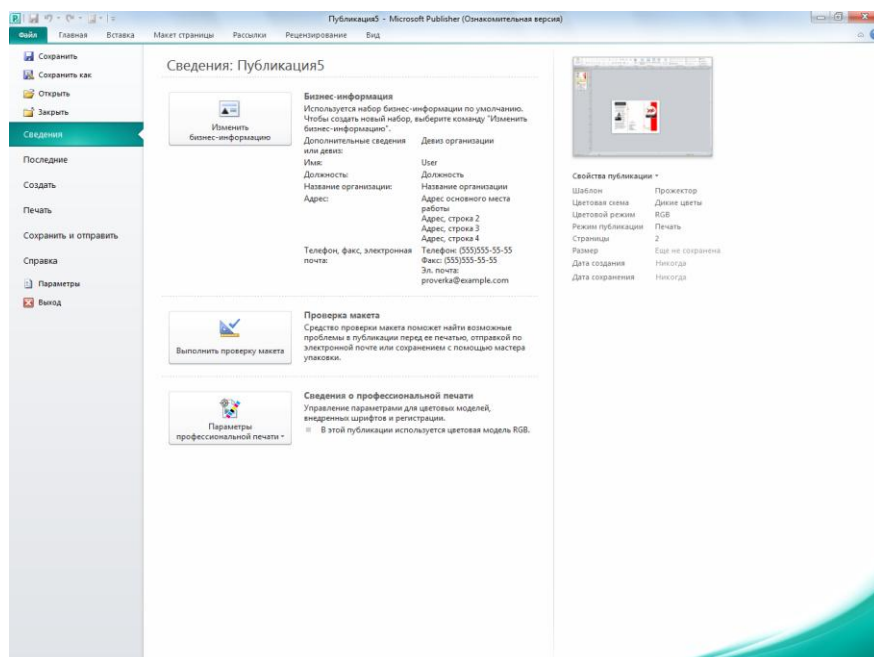 Публикация5 - Microsoft Publisher (Ознакомительная версия)
Файл Главная Вставка Макет страницы Рассылки Рецензирование Вид
Сохранить
Сохранить как
Открыть
Закрыть
Сведения
Последние
Создать
Печать
Сохранить и отправить
Справка
Параметры
Выход
Сведения: Публикация5
Изменить
бизнес-информацию
Бизнес-информация
Используется набор бизнес-информации по умолчанию.
Чтобы создать новый набор, выберите команду "Изменить
бизнес-информацию".
Дополнительные сведения Девиз организации
или девиз:
Имя: User
Должность: Должность
Название организации: Название организации
Адрес: Адрес основного места
работы
Адрес, строка 2
Адрес, строка 3
Адрес, строка 4
Телефон, факс, электронная Телефон: (555)555-55-55
почта: Факс: (555)555-55-55
Эл. почта:
proverka@example.com
Выполнить проверку макета
Проверка макета
Средство проверки макета поможет найти возможные
проблемы в публикации перед ее печатью, отправкой по
электронной почте или сохранением с помощью мастера
упаковки.
Параметры
профессиональной печати
Сведения о профессиональной печати
Управление параметрами для цветовых моделей,
внедренных шрифтов и регистрации.
В этой публикации используется цветовая модель RGB.
Свойства публикации
Шаблон Прожектор
Цветовая схема Дикие цветы
Цветовой режим RGB
Режим публикации Печать
Страницы 2
Размер Еще не сохранена
Дата создания Никогда
Дата сохранения Никогда